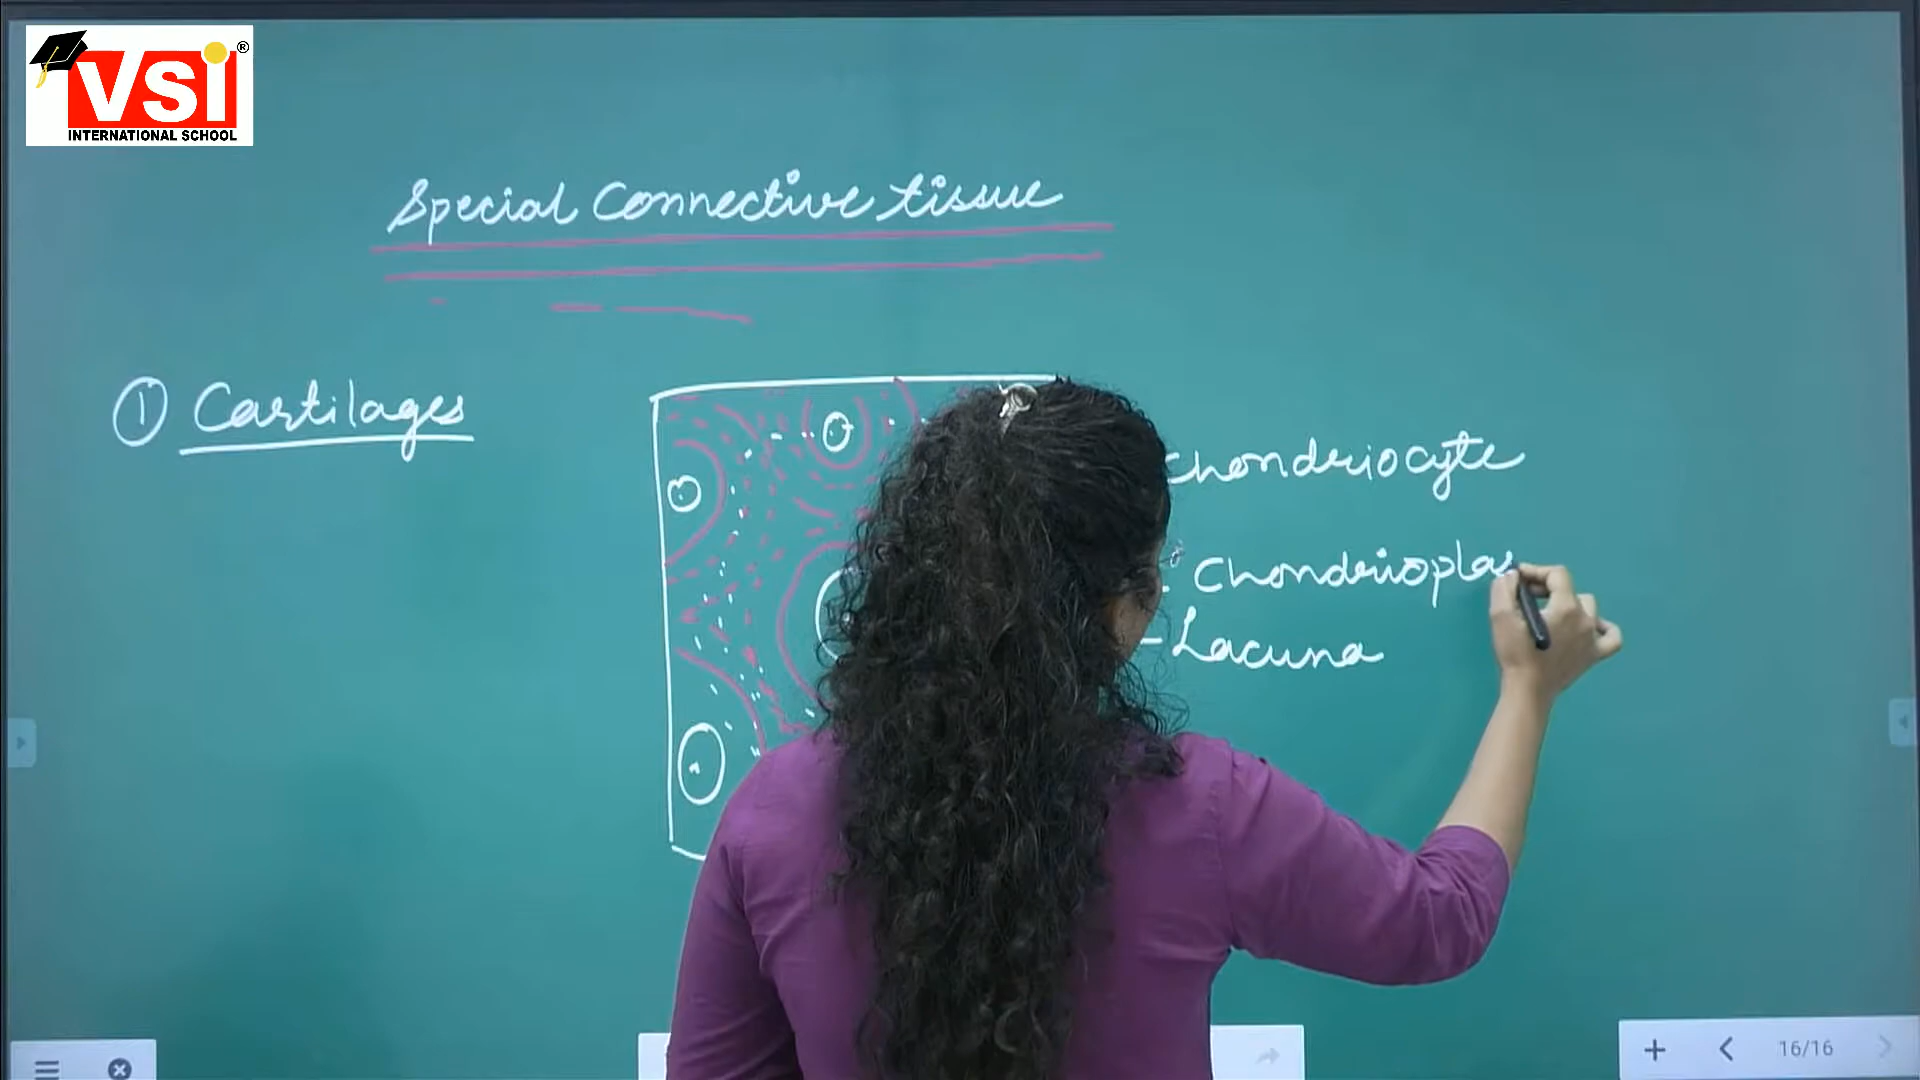 VSI®
INTERNATIONAL SCHOOL
Special Connective tissue
① Cartilages
Chondriocyte
Chondrioplas
- Lacuna
16/16